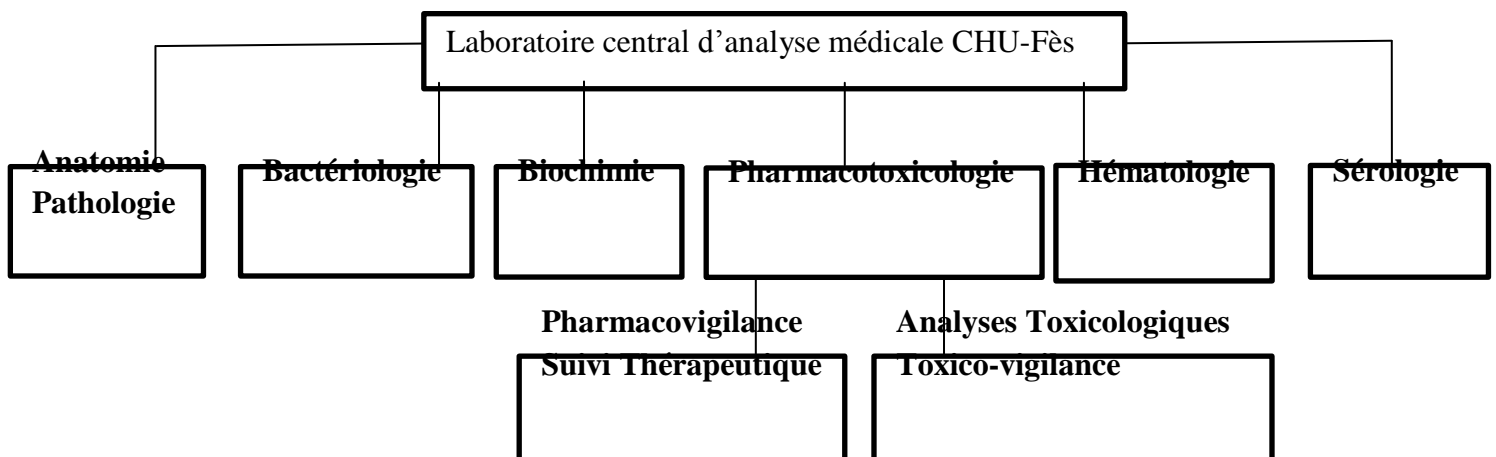 Laboratoire central d’analyse médicale CHU-Fès
Anatomie
Pathologie
Bactériologie
Biochimie
Pharmacotoxicologie
Hématologie
Sérologie
Pharmacovigilance
Suivi Thérapeutique
Analyses Toxicologiques
Toxico-vigilance